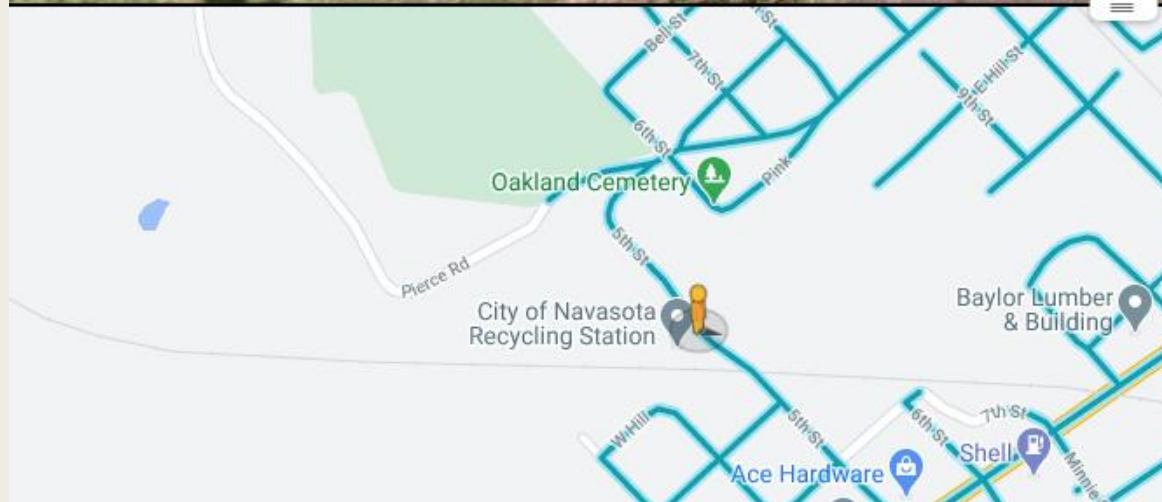 Bell St
7th St
6th St
E Hill St
9th St
Oakland Cemetery
Pink
5th St
Pierce Rd
City of Navasota
Recycling Station
Baylor Lumber
& Building
W Hill
5th St
6th St
7th St
Shell
Minnie
Ace Hardware